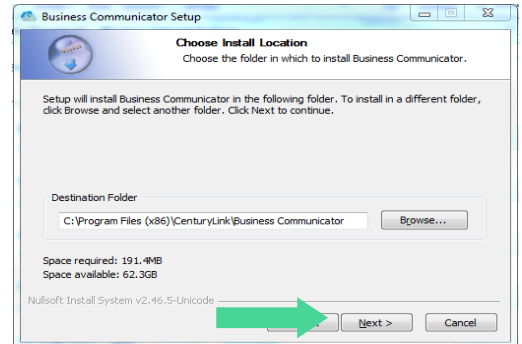 Business Communicator Setup
Choose Install Location
Choose the folder in which to install Business Communicator.
Setup will install Business Communicator in the following folder. To install in a different folder,
click Browse and select another folder. Click Next to continue.
Destination Folder
C:\Program Files (x86)\CenturyLink\Business Communicator
Browse...
Space required: 191.4MB
Space available: 62.3GB
Nullsoft Install System v2.46.5-Unicode
Next >
Cancel